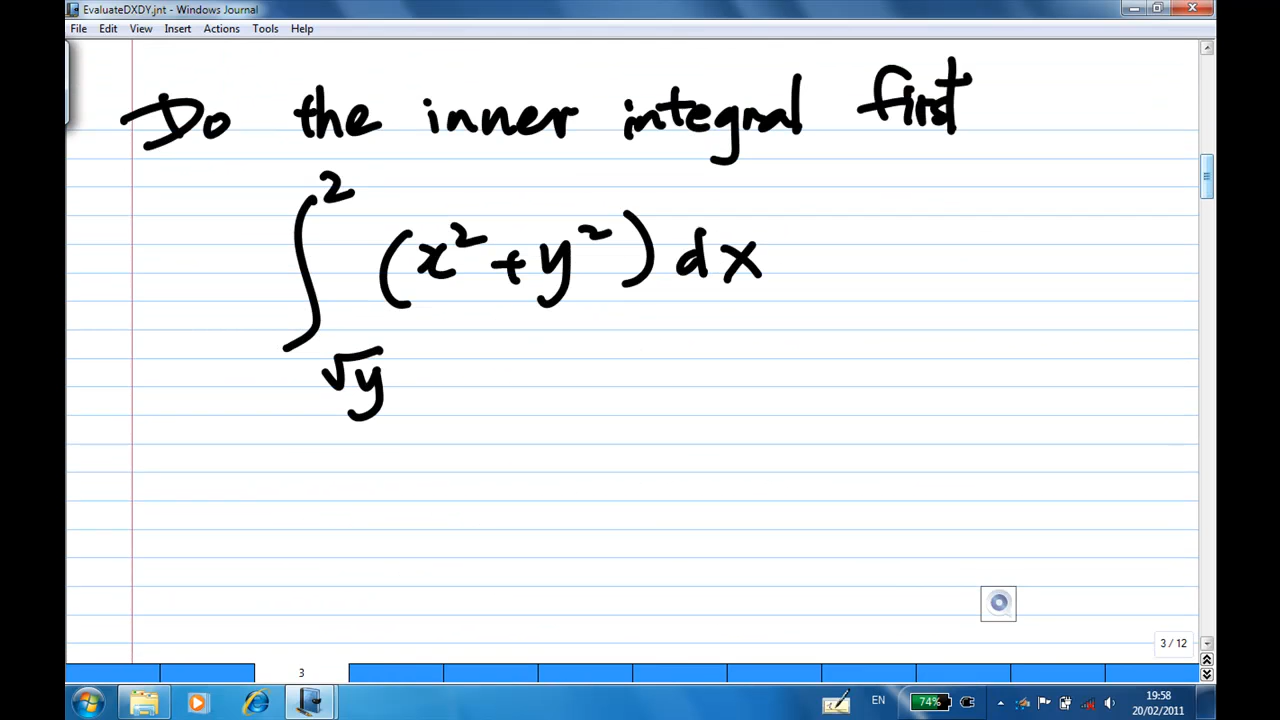 EvaluateDXDY.jnt - Windows Journal
File Edit View Insert Actions Tools Help
Do the inner integral first
∫_{√y}^{2} (x² + y²) dx
3 / 12
3
EN 74% 19:58
20/02/2011